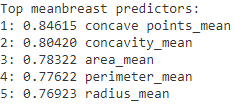 Top meanbreast predictors:
1: 0.84615 concave points_mean
2: 0.80420 concavity_mean
3: 0.78322 area_mean
4: 0.77622 perimeter_mean
5: 0.76923 radius_mean